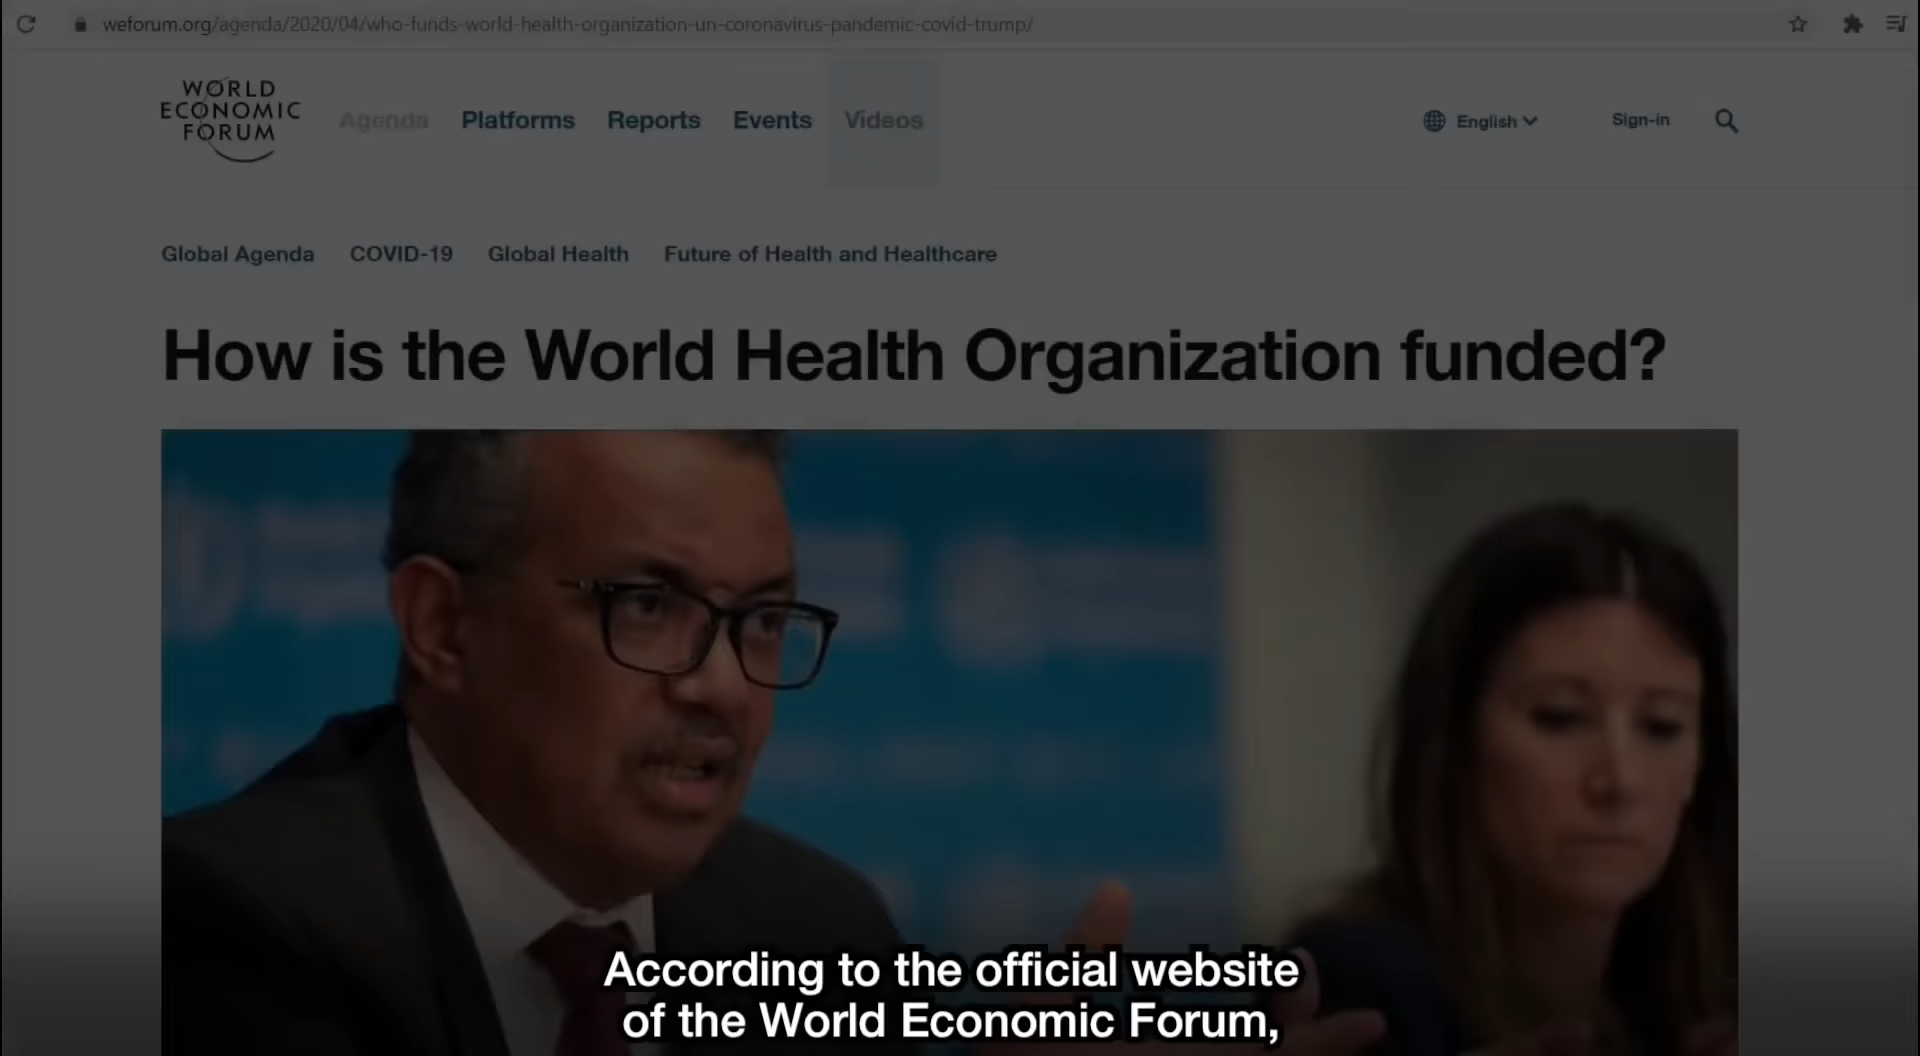 weforum.org/agenda/2020/04/who-funds-world-health-organization-un-coronavirus-pandemic-covid-trump/
WORLD
ECONOMIC
FORUM
Agenda Platforms Reports Events Videos
English Sign-in
Global Agenda COVID-19 Global Health Future of Health and Healthcare
How is the World Health Organization funded?
According to the official website
of the World Economic Forum,